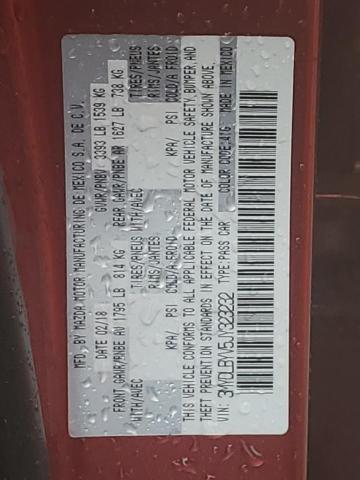 MFD. BY MAZDA MOTOR MANUFACTURING DE MEXICO S.A. DE C.V.
DATE 02/18 GVWR/PNBV 3393 LB 1539 KG
FRONT GAWR/PNBE AV 1795 LB 814 KG REAR GAWR/PNBE AR 1627 LB 738 KG
WITH/AVEC TIRES/PNEUS WITH/AVEC TIRES/PNEUS
RIMS/JANTES RIMS/JANTES
KPA/ PSI COLD/A FROID KPA/ PSI COLD/A FROID
THIS VEHICLE CONFORMS TO ALL APPLICABLE FEDERAL MOTOR VEHICLE SAFETY, BUMPER, AND
THEFT PREVENTION STANDARDS IN EFFECT ON THE DATE OF MANUFACTURE SHOWN ABOVE.
VIN: TYPE: PASS CAR COLOR CODE: MADE IN MEXICO